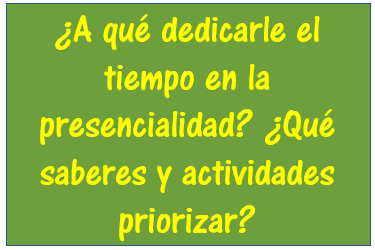 ¿A qué dedicarle el
tiempo en la
presencialidad? ¿Qué
saberes y actividades
priorizar?